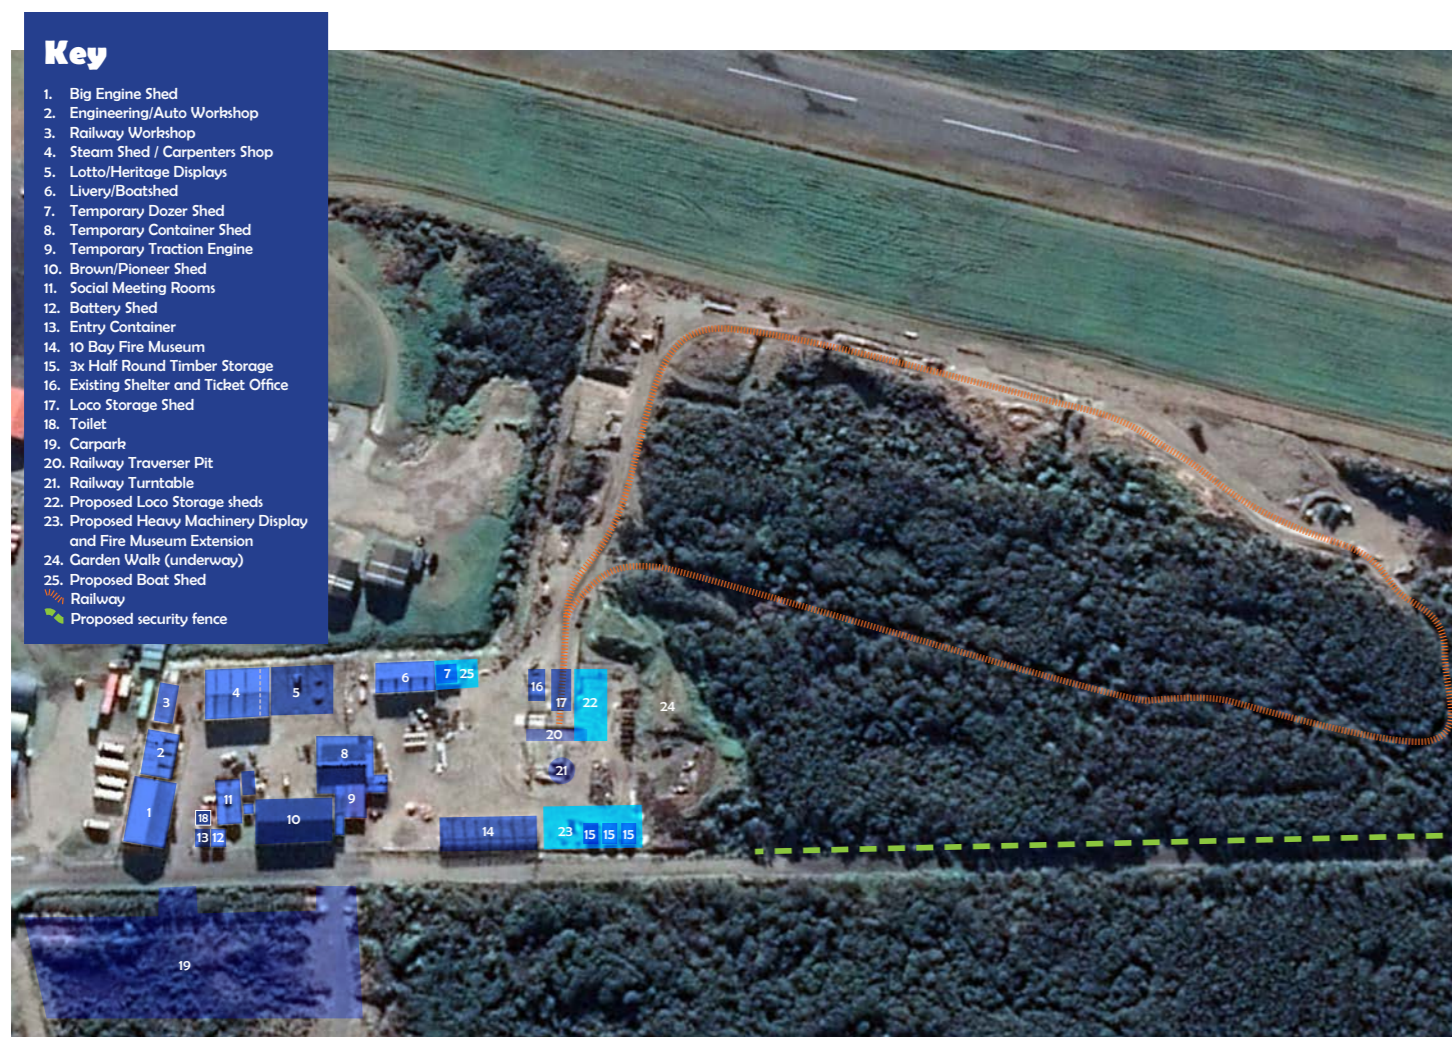 Key
1. Big Engine Shed
2. Engineering/Auto Workshop
3. Railway Workshop
4. Steam Shed / Carpenters Shop
5. Lotto/Heritage Displays
6. Livery/Boatshed
7. Temporary Dozer Shed
8. Temporary Container Shed
9. Temporary Traction Engine
10. Brown/Pioneer Shed
11. Social Meeting Rooms
12. Battery Shed
13. Entry Container
14. 10 Bay Fire Museum
15. 3x Half Round Timber Storage
16. Existing Shelter and Ticket Office
17. Loco Storage Shed
18. Toilet
19. Carpark
20. Railway Traverser Pit
21. Railway Turntable
22. Proposed Loco Storage sheds
23. Proposed Heavy Machinery Display
and Fire Museum Extension
24. Garden Walk (underway)
25. Proposed Boat Shed
Railway
Proposed security fence
3
4
5
6
7
25
16
17
22
24
2
8
20
21
1
11
9
18
10
13
12
14
23
15
15
15
19